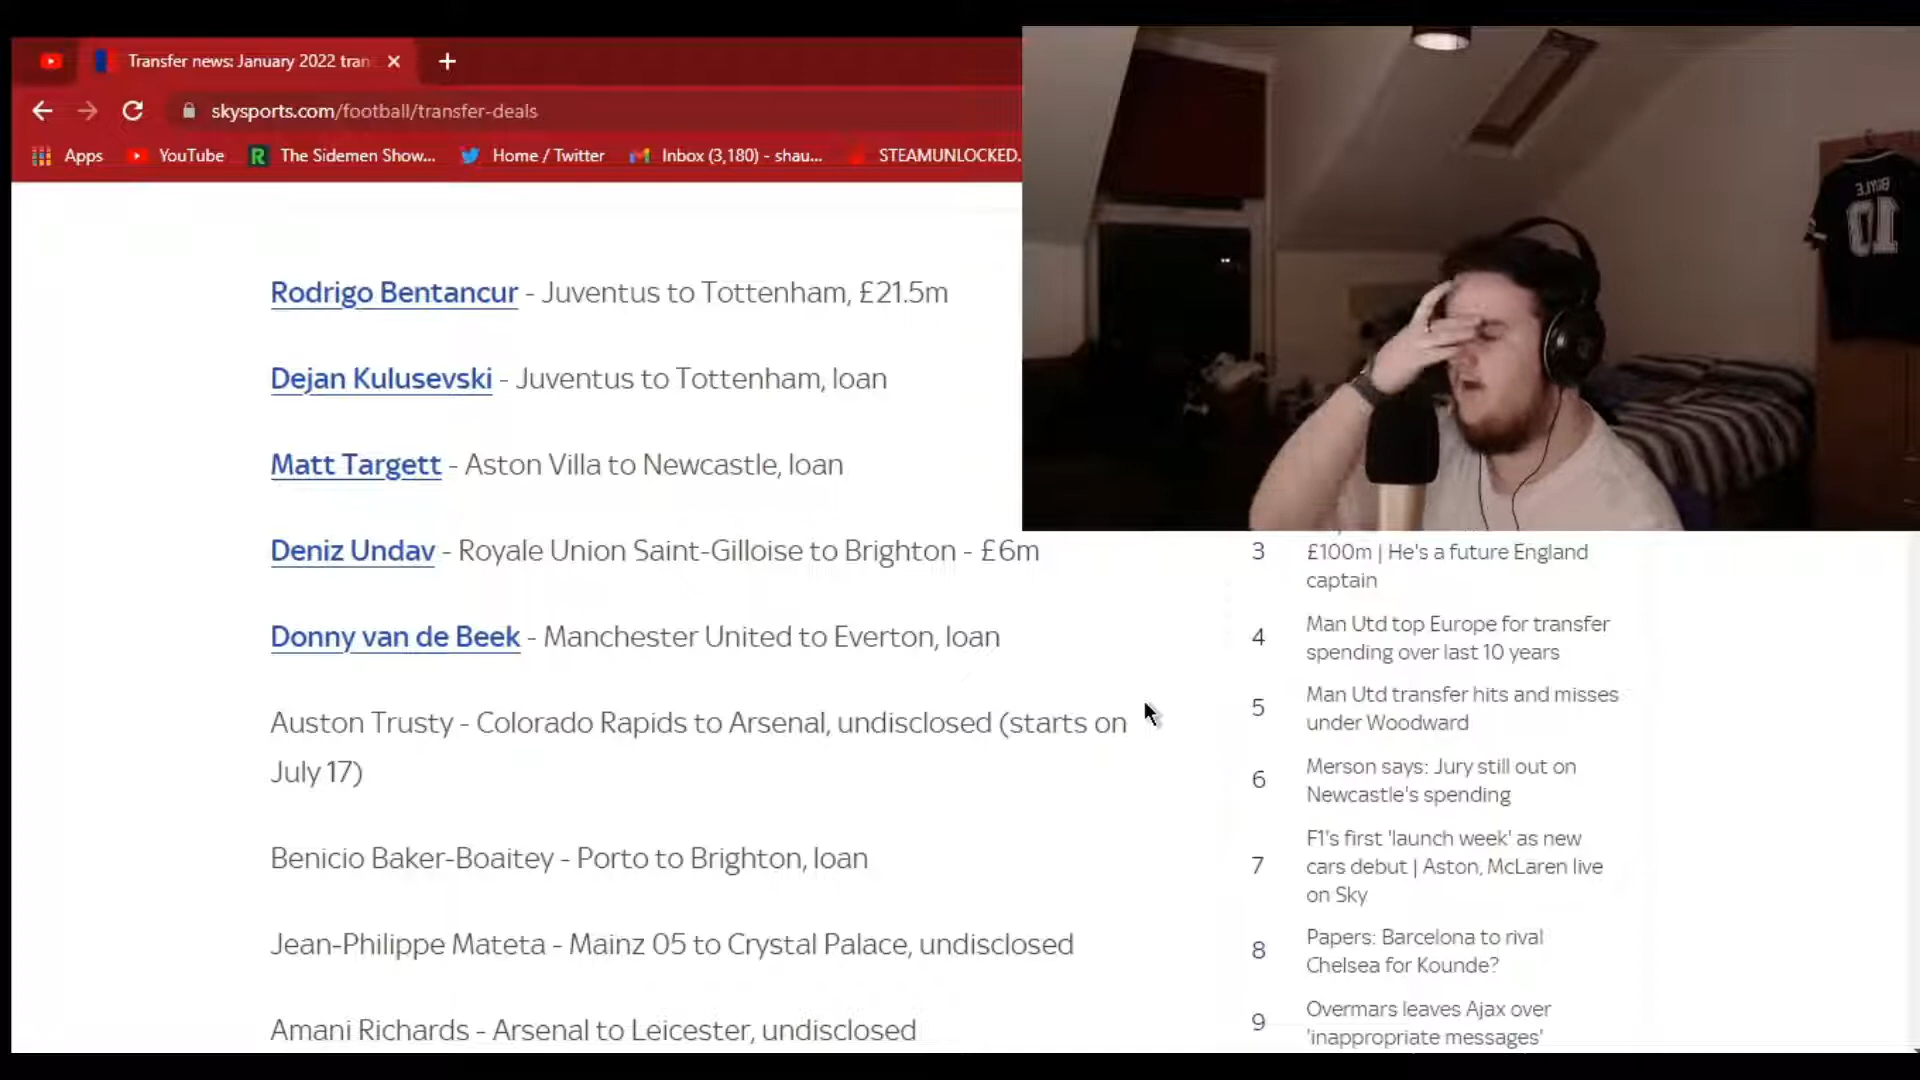 Transfer news: January 2022 tran
skysports.com/football/transfer-deals
Apps
YouTube
R
The Sidemen Show...
Home / Twitter
Inbox (3,180) - shau...
STEAMUNLOCKED.
BOYLE
10
Rodrigo Bentancur - Juventus to Tottenham, £21.5m
Dejan Kulusevski - Juventus to Tottenham, loan
Matt Targett - Aston Villa to Newcastle, loan
Deniz Undav - Royale Union Saint-Gilloise to Brighton - £6m
Donny van de Beek - Manchester United to Everton, loan
Auston Trusty - Colorado Rapids to Arsenal, undisclosed (starts on
July 17)
Benicio Baker-Boaitey - Porto to Brighton, loan
Jean-Philippe Mateta - Mainz 05 to Crystal Palace, undisclosed
Amani Richards - Arsenal to Leicester, undisclosed
3
£100m | He's a future England
captain
4
Man Utd top Europe for transfer
spending over last 10 years
5
Man Utd transfer hits and misses
under Woodward
6
Merson says: Jury still out on
Newcastle's spending
7
F1's first 'launch week' as new
cars debut | Aston, McLaren live
on Sky
8
Papers: Barcelona to rival
Chelsea for Kounde?
9
Overmars leaves Ajax over
'inappropriate messages'